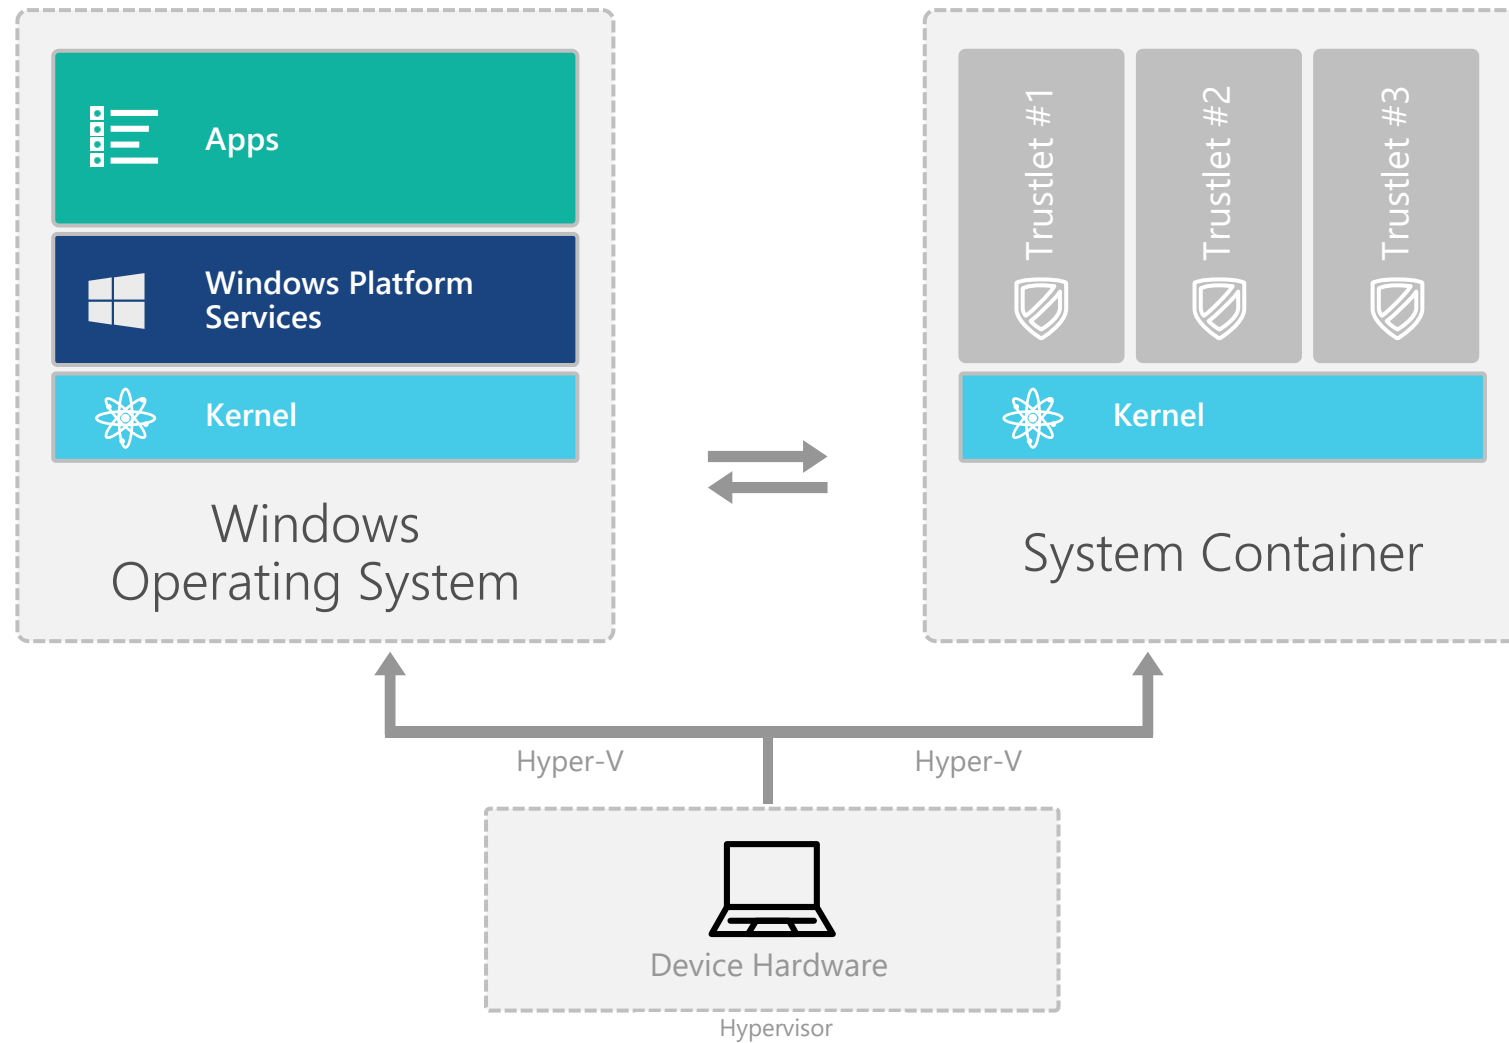 Apps
Windows Platform
Services
Kernel
Windows
Operating System
Trustlet #1
Trustlet #2
Trustlet #3
Kernel
System Container
Hyper-V
Hyper-V
Device Hardware
Hypervisor